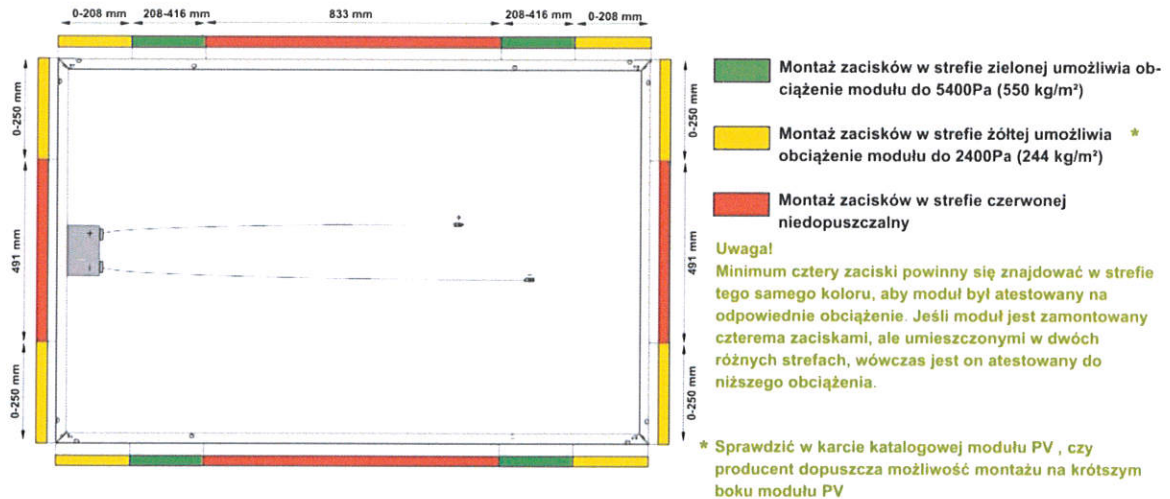 0-208 mm 208-416 mm 833 mm 208-416 mm 0-208 mm
0-250 mm
491 mm
0-250 mm
+
-
0-250 mm
491 mm
0-250 mm
Montaż zacisków w strefie zielonej umożliwia ob-
ciążenie modułu do 5400Pa (550 kg/m²)
Montaż zacisków w strefie żółtej umożliwia *
obciążenie modułu do 2400Pa (244 kg/m²)
Montaż zacisków w strefie czerwonej
niedopuszczalny
Uwaga!
Minimum cztery zaciski powinny się znajdować w strefie
tego samego koloru, aby moduł był atestowany na
odpowiednie obciążenie. Jeśli moduł jest zamontowany
czterema zaciskami, ale umieszczonymi w dwóch
różnych strefach, wówczas jest on atestowany do
niższego obciążenia.
* Sprawdzić w karcie katalogowej modułu PV , czy
producent dopuszcza możliwość montażu na krótszym
boku modułu PV